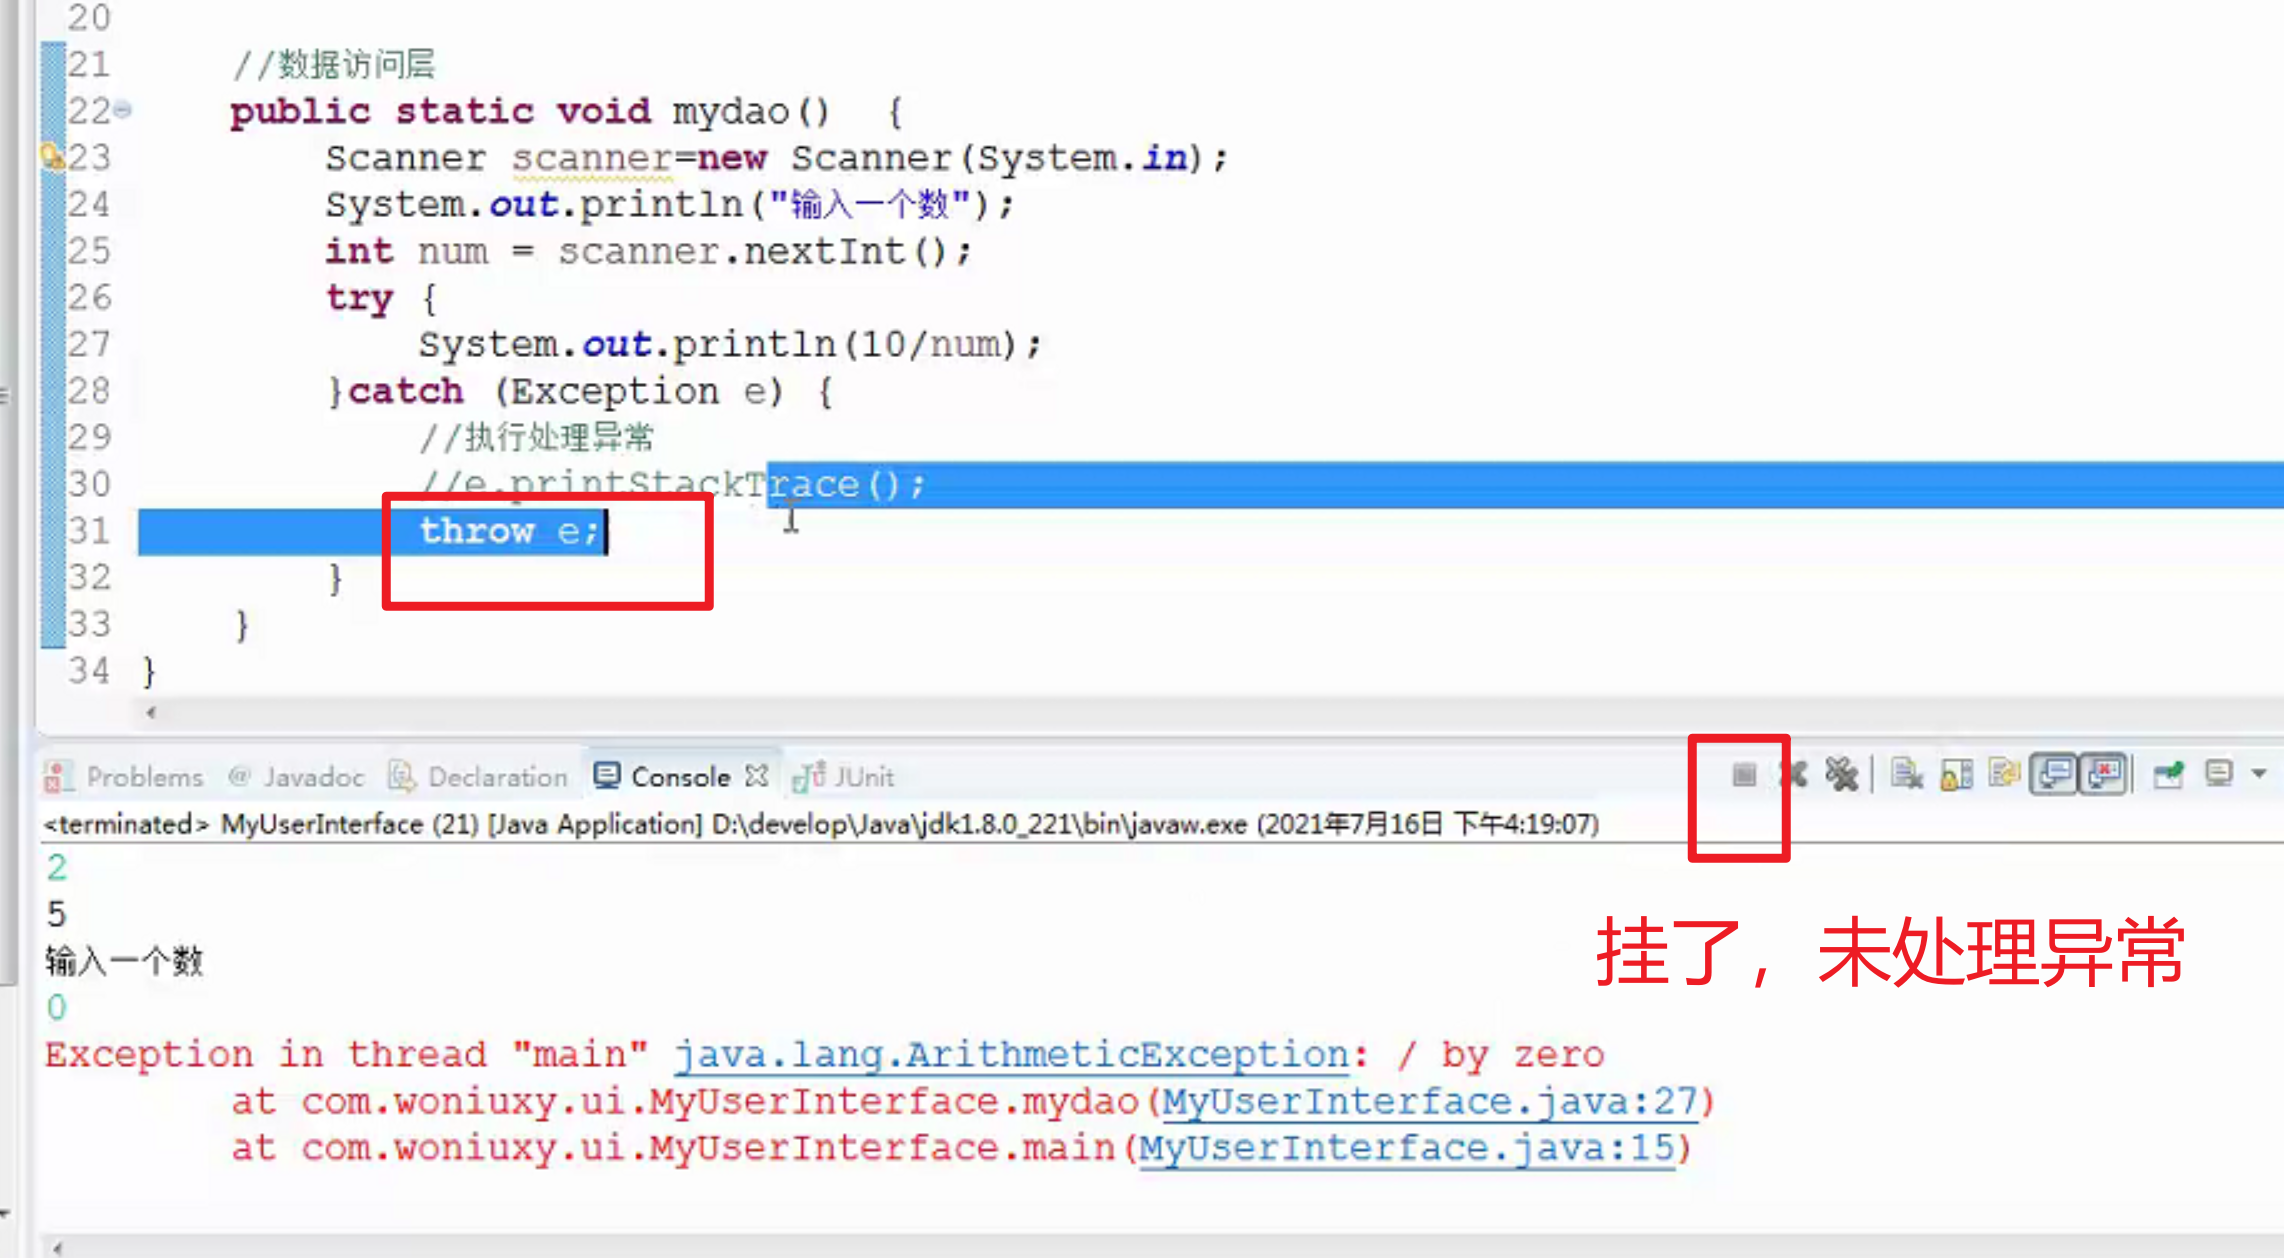 20
21 //数据访问层
22 public static void mydao() {
23 Scanner scanner=new Scanner(System.in);
24 System.out.println("输入一个数");
25 int num = scanner.nextInt();
26 try {
27 System.out.println(10/num);
28 }catch (Exception e) {
29 //执行处理异常
30 //e.printStackTrace();
31 throw e;
32 }
33 }
34 }
Problems @ Javadoc Declaration Console JUnit
<terminated> MyUserInterface (21) [Java Application] D:\develop\Java\jdk1.8.0_221\bin\javaw.exe (2021年7月16日 下午4:19:07)
2
5
挂了，未处理异常
输入一个数
0
Exception in thread "main" java.lang.ArithmeticException: / by zero
at com.woniuxy.ui.MyUserInterface.mydao(MyUserInterface.java:27)
at com.woniuxy.ui.MyUserInterface.main(MyUserInterface.java:15)